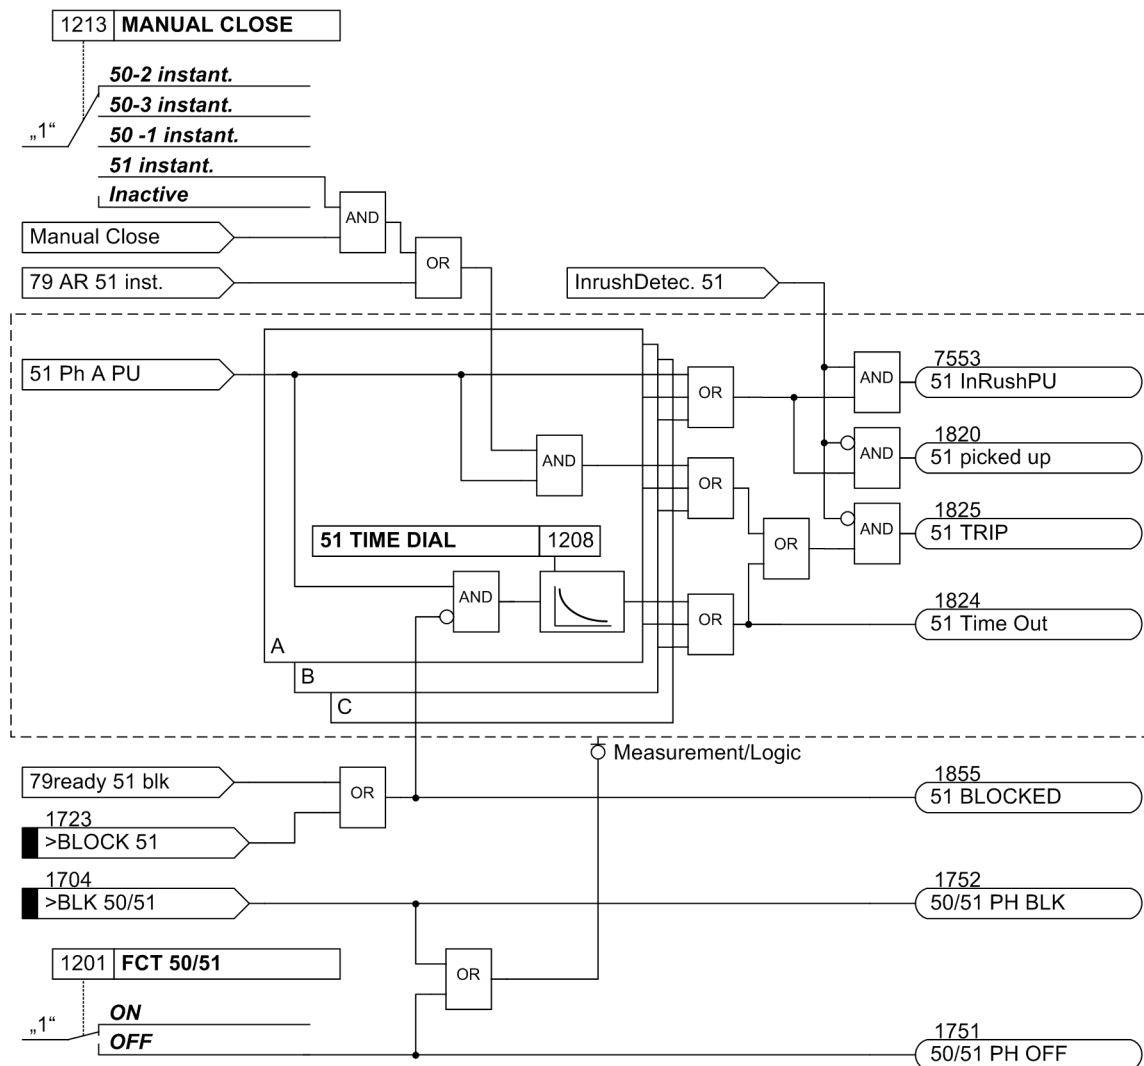 1213 MANUAL CLOSE
50-2 instant.
50-3 instant.
„1“
50 -1 instant.
51 instant.
Inactive
AND
Manual Close
OR
79 AR 51 inst.
InrushDetec. 51
51 Ph A PU
OR
AND
7553
51 InRushPU
AND
OR
AND
1820
51 picked up
51 TIME DIAL 1208
OR
AND
1825
51 TRIP
AND
OR
1824
51 Time Out
A
B
C
Measurement/Logic
79ready 51 blk
OR
1855
51 BLOCKED
1723
>BLOCK 51
1704
>BLK 50/51
1752
50/51 PH BLK
1201 FCT 50/51
OR
„1“
ON
OFF
1751
50/51 PH OFF